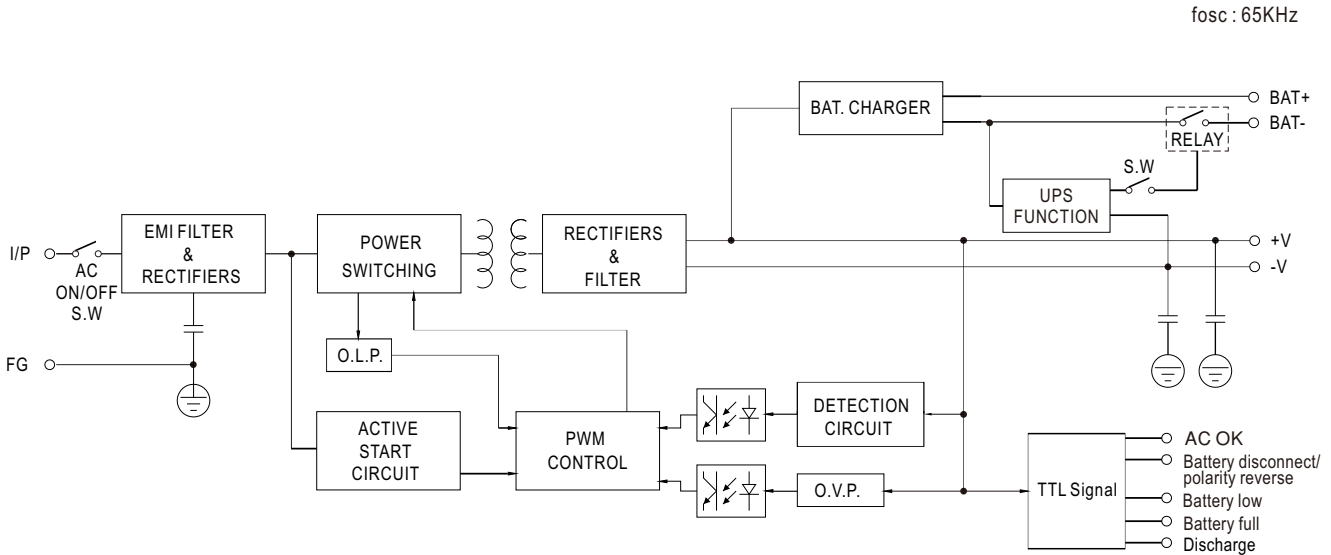 fosc : 65KHz
BAT. CHARGER
BAT+
BAT-
RELAY
S.W
UPS
FUNCTION
I/P
AC
ON/OFF
S.W
EMI FILTER
&
RECTIFIERS
POWER
SWITCHING
RECTIFIERS
&
FILTER
+V
-V
FG
O.L.P.
ACTIVE
START
CIRCUIT
PWM
CONTROL
DETECTION
CIRCUIT
O.V.P.
TTL Signal
AC OK
Battery disconnect/
polarity reverse
Battery low
Battery full
Discharge